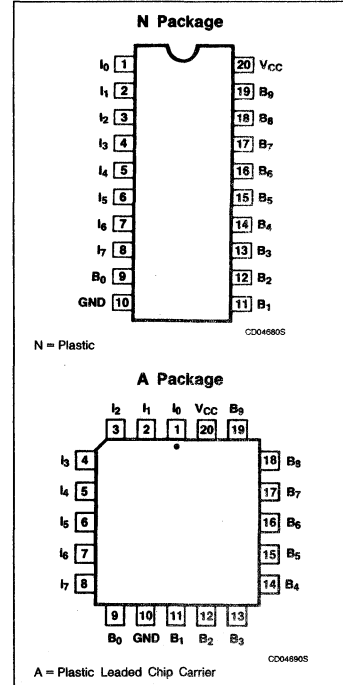 N Package
I0 1 20 VCC
I1 2 19 B9
I2 3 18 B8
I3 4 17 B7
I4 5 16 B6
I5 6 15 B5
I6 7 14 B4
I7 8 13 B3
B0 9 12 B2
GND 10 11 B1
CD04680S
N = Plastic
A Package
I2 I1 I0 VCC B9
3 2 1 20 19
I3 4 18 B8
I4 5 17 B7
I5 6 16 B6
I6 7 15 B5
I7 8 14 B4
9 10 11 12 13
B0 GND B1 B2 B3
CD04690S
A = Plastic Leaded Chip Carrier